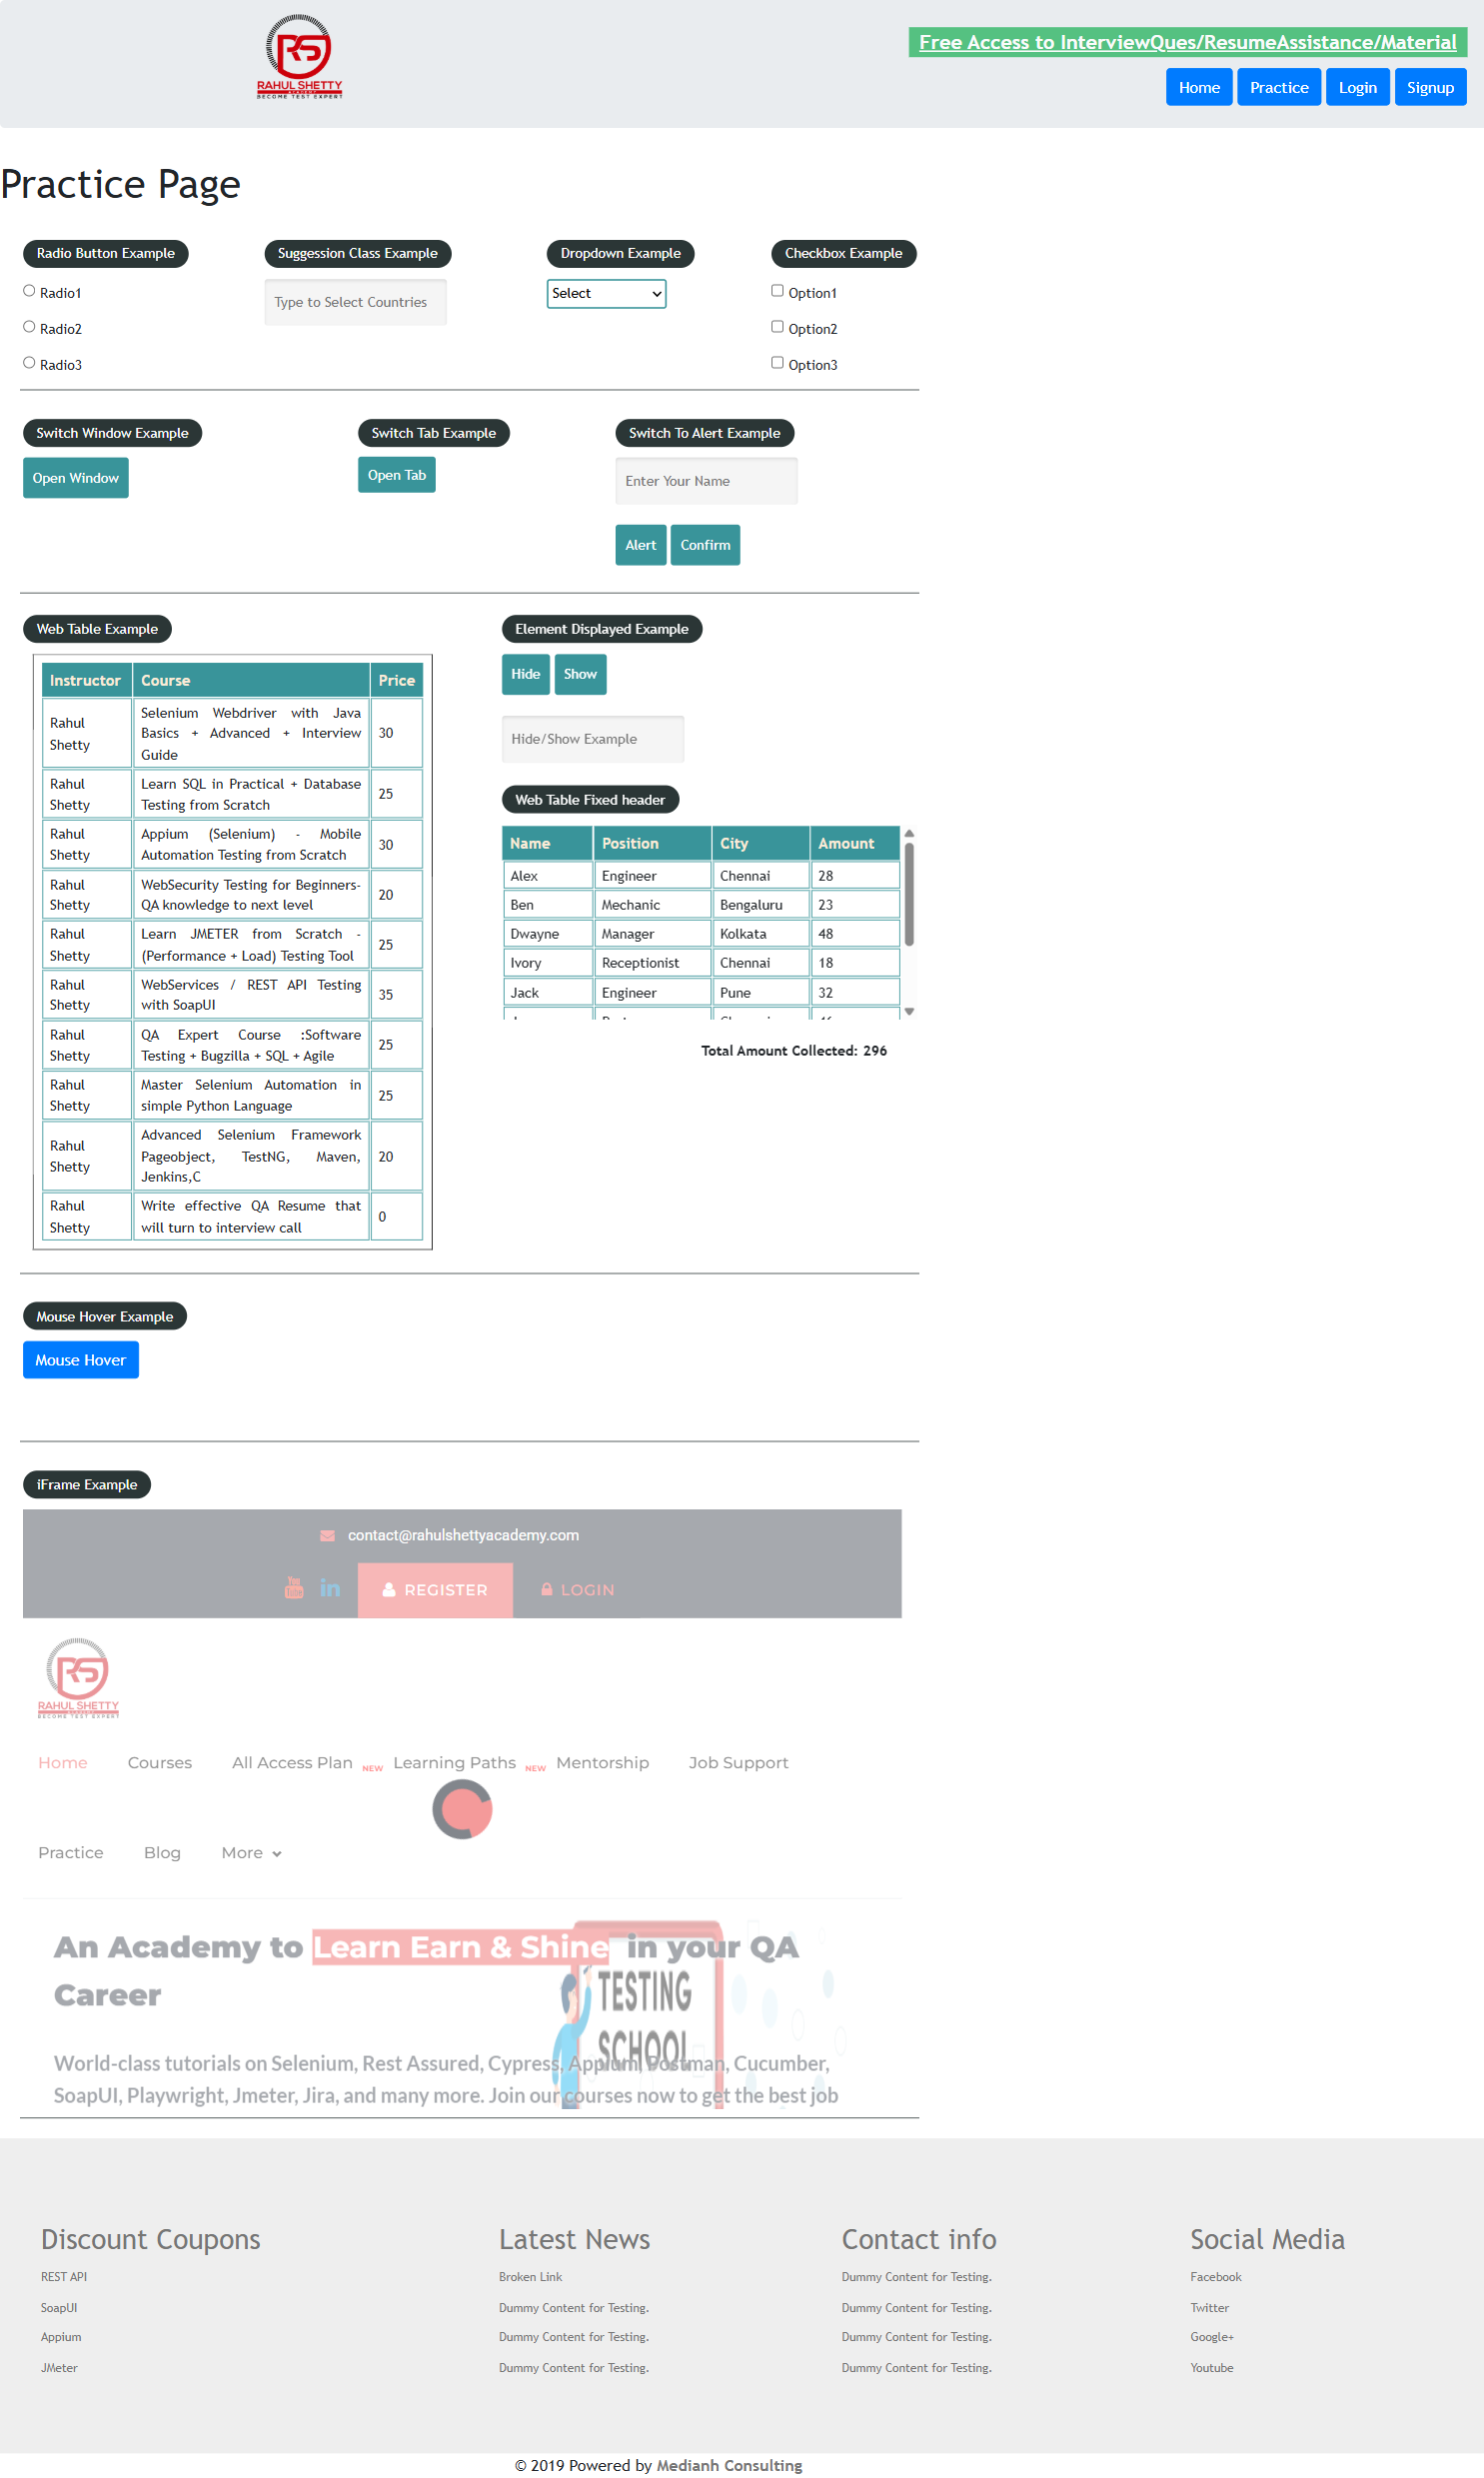 RS
RAHUL SHETTY
ACADEMY
BECOME TEST EXPERT
Free Access to InterviewQues/ResumeAssistance/Material
Home Practice Login Signup
Practice Page
Radio Button Example
Radio1
Radio2
Radio3
Suggession Class Example
Type to Select Countries
Dropdown Example
Select
Checkbox Example
Option1
Option2
Option3
Switch Window Example
Open Window
Switch Tab Example
Open Tab
Switch To Alert Example
Enter Your Name
Alert Confirm
Web Table Example
Instructor Course Price
Rahul Shetty Selenium Webdriver with Java Basics + Advanced + Interview Guide 30
Rahul Shetty Learn SQL in Practical + Database Testing from Scratch 25
Rahul Shetty Appium (Selenium) - Mobile Automation Testing from Scratch 30
Rahul Shetty WebSecurity Testing for Beginners-QA knowledge to next level 20
Rahul Shetty Learn JMETER from Scratch - (Performance + Load) Testing Tool 25
Rahul Shetty WebServices / REST API Testing with SoapUI 35
Rahul Shetty QA Expert Course :Software Testing + Bugzilla + SQL + Agile 25
Rahul Shetty Master Selenium Automation in simple Python Language 25
Rahul Shetty Advanced Selenium Framework Pageobject, TestNG, Maven, Jenkins,C 20
Rahul Shetty Write effective QA Resume that will turn to interview call 0
Element Displayed Example
Hide Show
Hide/Show Example
Web Table Fixed header
Name Position City Amount
Alex Engineer Chennai 28
Ben Mechanic Bengaluru 23
Dwayne Manager Kolkata 48
Ivory Receptionist Chennai 18
Jack Engineer Pune 32
Total Amount Collected: 296
Mouse Hover Example
Mouse Hover
iFrame Example
contact@rahulshettyacademy.com
You Tube in REGISTER LOGIN
RS
RAHUL SHETTY
ACADEMY
BECOME TEST EXPERT
Home Courses All Access Plan NEW Learning Paths NEW Mentorship Job Support
Practice Blog More
An Academy to Learn Earn & Shine in your QA
Career
TESTING
SCHOOL
World-class tutorials on Selenium, Rest Assured, Cypress, Appium, Postman, Cucumber,
SoapUI, Playwright, Jmeter, Jira, and many more. Join our courses now to get the best job
Discount Coupons
REST API
SoapUI
Appium
JMeter
Latest News
Broken Link
Dummy Content for Testing.
Dummy Content for Testing.
Dummy Content for Testing.
Contact info
Dummy Content for Testing.
Dummy Content for Testing.
Dummy Content for Testing.
Dummy Content for Testing.
Social Media
Facebook
Twitter
Google+
Youtube
© 2019 Powered by Medianh Consulting